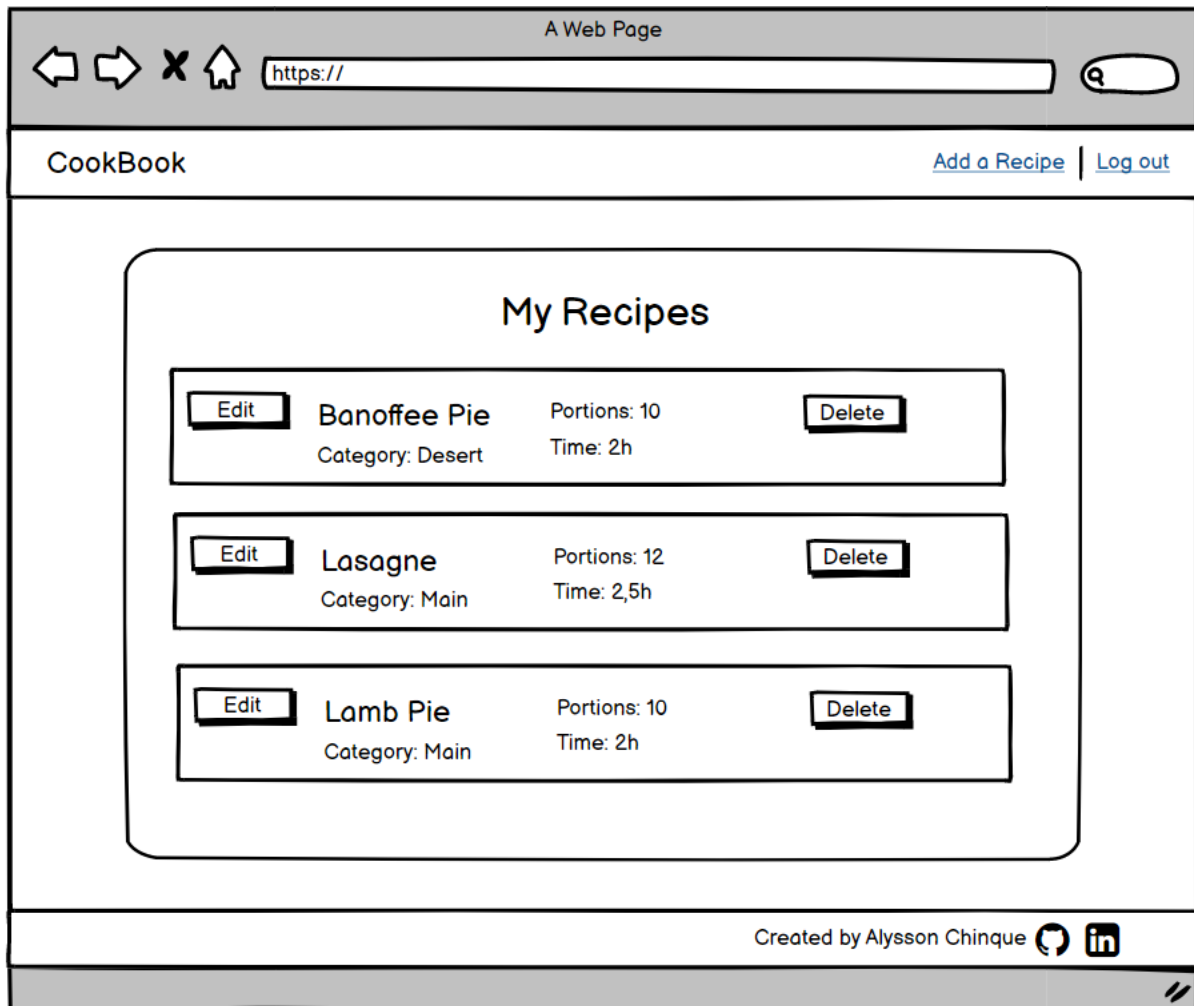 A Web Page
https://
CookBook
Add a Recipe
Log out
My Recipes
Edit
Banoffee Pie
Category: Desert
Portions: 10
Time: 2h
Delete
Edit
Lasagne
Category: Main
Portions: 12
Time: 2,5h
Delete
Edit
Lamb Pie
Category: Main
Portions: 10
Time: 2h
Delete
Created by Alysson Chinque
in